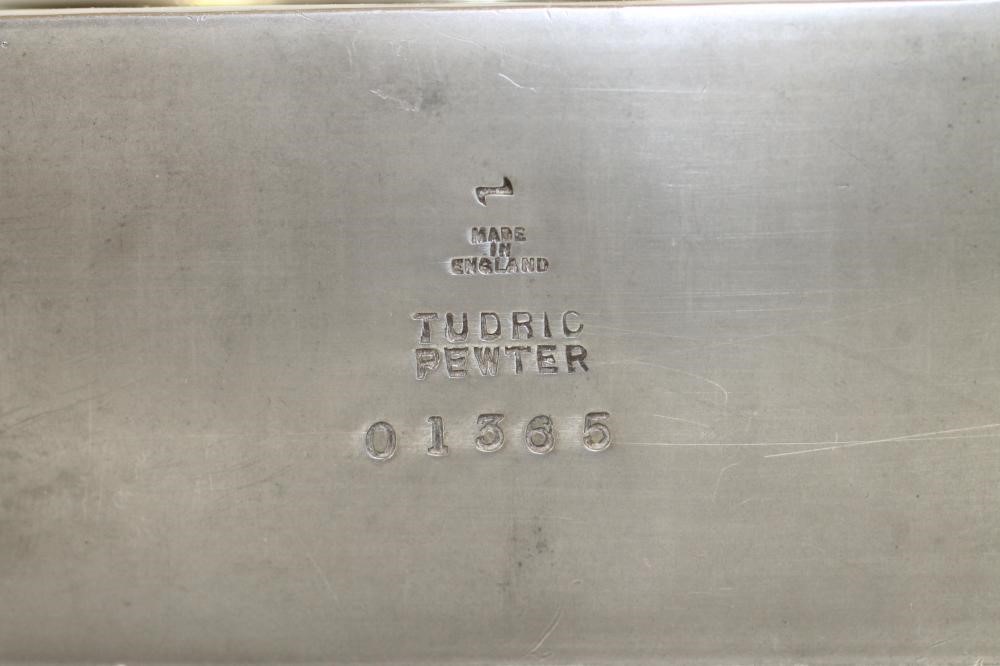 MADE
IN
ENGLAND
TUDRIC
PEWTER
01365